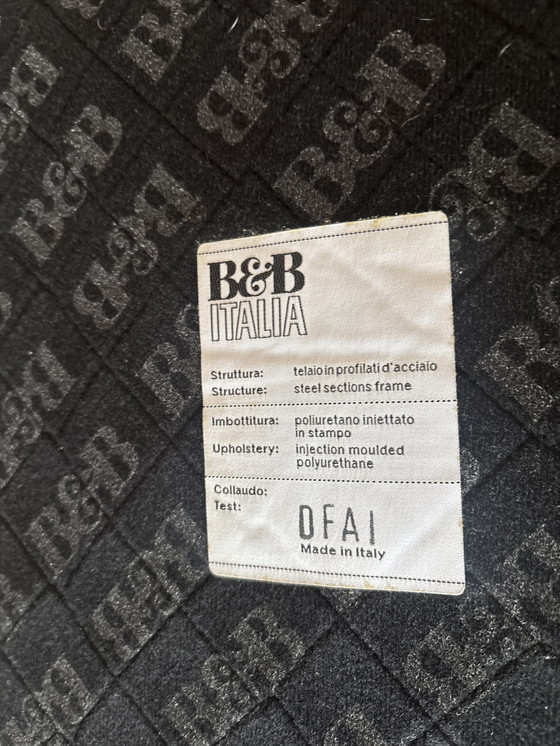 B&B
ITALIA
Struttura: telaio in profilati d'acciaio
Structure: steel sections frame
Imbottitura: poliuretano iniettato
in stampo
Upholstery: injection moulded
polyurethane
Collaudo:
Test:
OFAI
Made in Italy
B&B
B&B
B&B
B&B
B&B
B&B
B&B
B&B
B&B
B&B